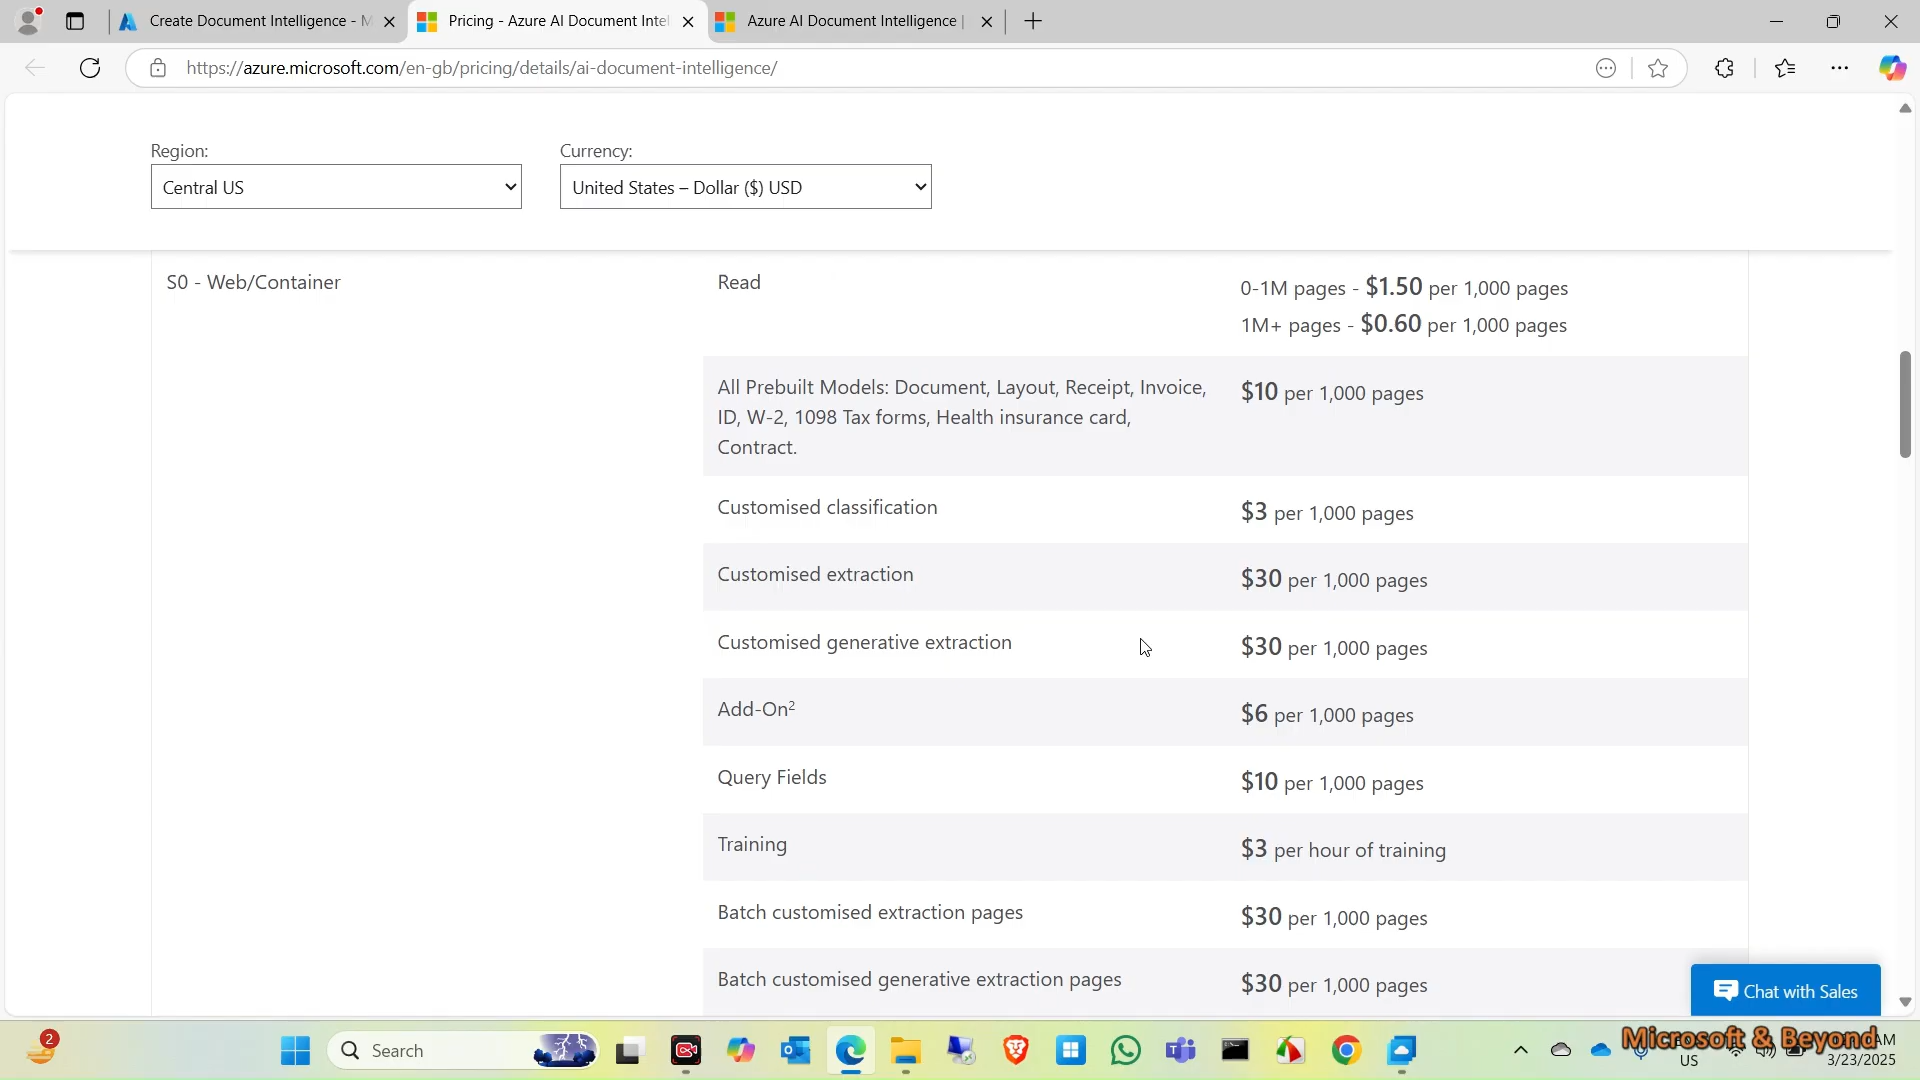 Create Document Intelligence - M
Pricing - Azure AI Document Intel
Azure AI Document Intelligence |
https://azure.microsoft.com/en-gb/pricing/details/ai-document-intelligence/
Region:
Currency:
Central US
United States – Dollar ($) USD
S0 - Web/Container
Read
0-1M pages - $1.50 per 1,000 pages
1M+ pages - $0.60 per 1,000 pages
All Prebuilt Models: Document, Layout, Receipt, Invoice,
ID, W-2, 1098 Tax forms, Health insurance card,
Contract.
$10 per 1,000 pages
Customised classification
$3 per 1,000 pages
Customised extraction
$30 per 1,000 pages
Customised generative extraction
$30 per 1,000 pages
Add-On²
$6 per 1,000 pages
Query Fields
$10 per 1,000 pages
Training
$3 per hour of training
Batch customised extraction pages
$30 per 1,000 pages
Batch customised generative extraction pages
$30 per 1,000 pages
Chat with Sales
2
Search
Microsoft & Beyond
AM
US
3/23/2025